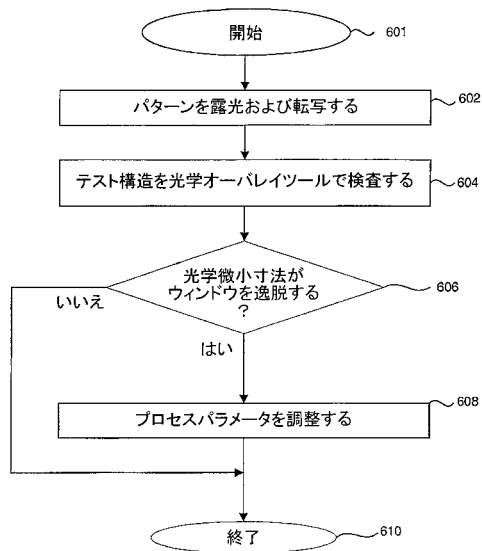 開始
601
パターンを露光および転写する
602
テスト構造を光学オーバレイツールで検査する
604
光学微小寸法が
ウィンドウを逸脱する
?
606
いいえ
はい
プロセスパラメータを調整する
608
終了
610